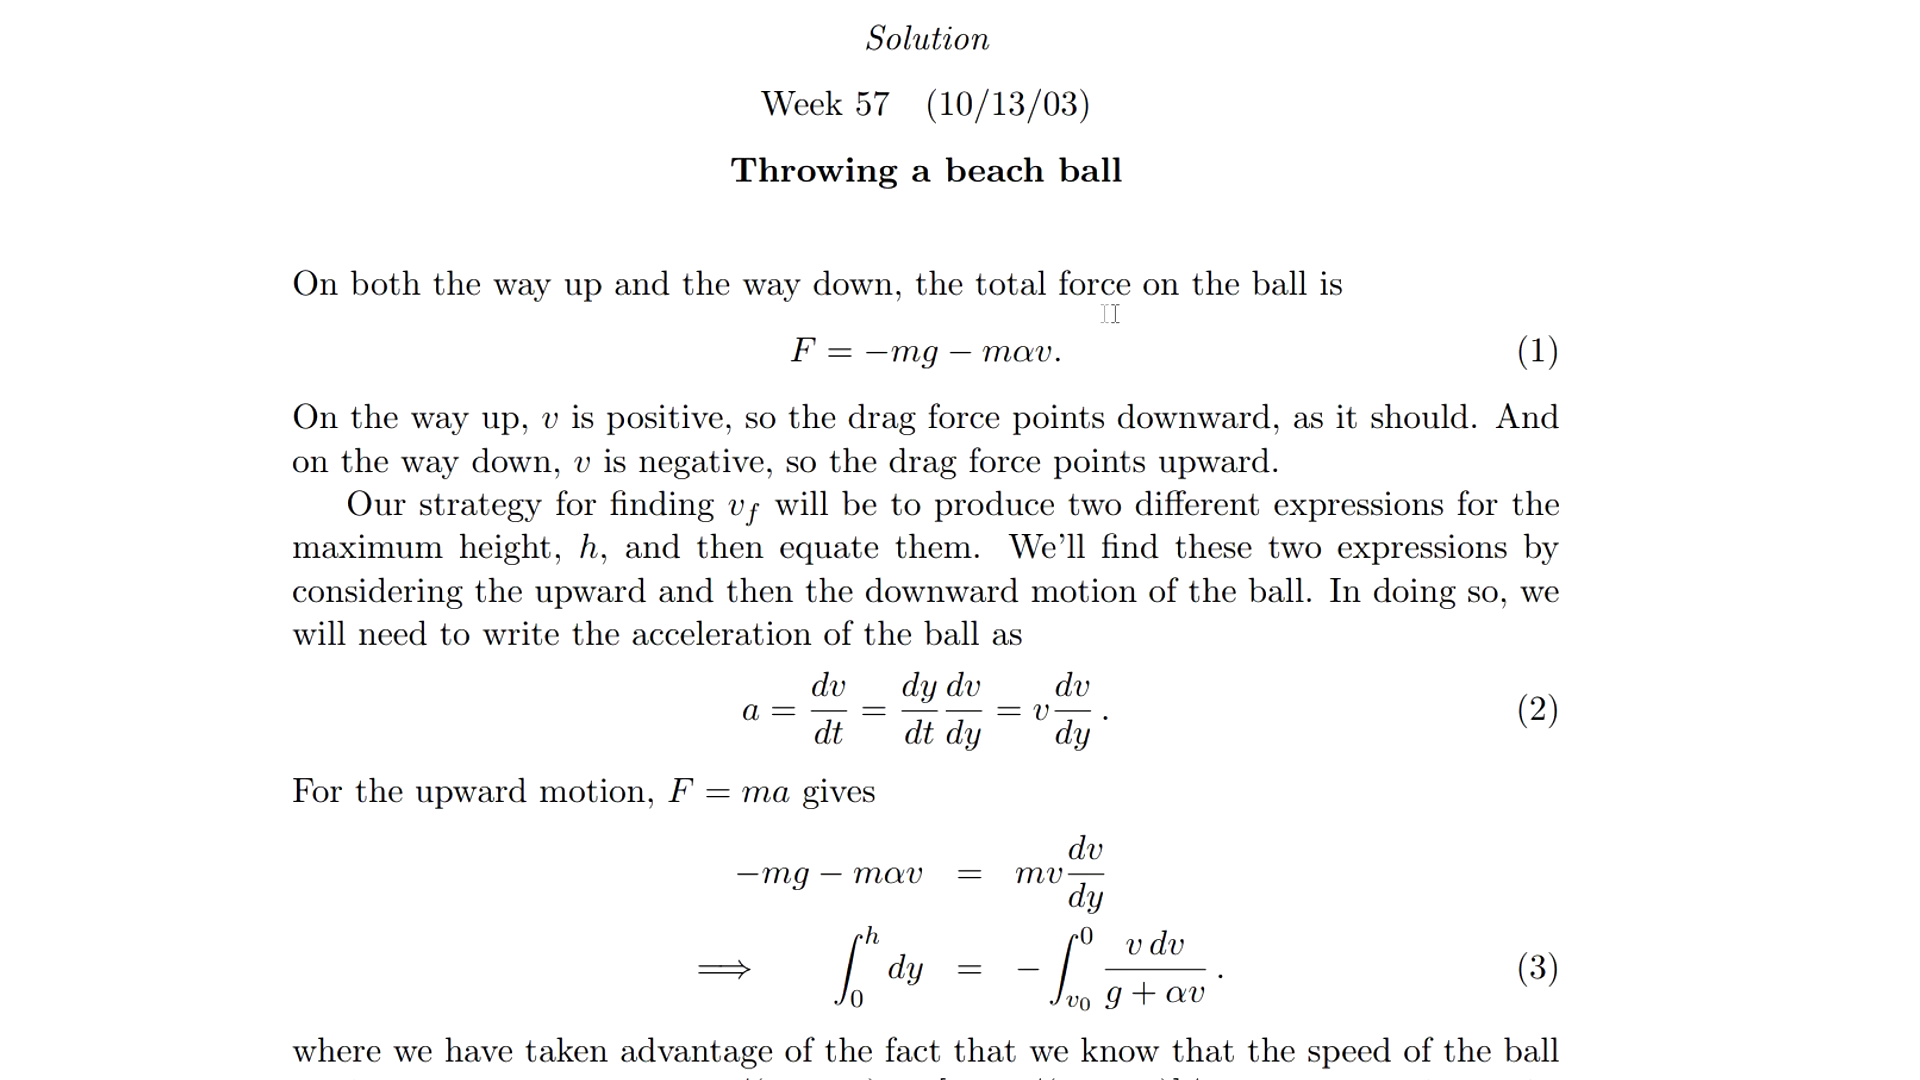 Solution
Week 57 (10/13/03)
Throwing a beach ball
On both the way up and the way down, the total force on the ball is
F = −mg − mαv. (1)
On the way up, v is positive, so the drag force points downward, as it should. And
on the way down, v is negative, so the drag force points upward.
Our strategy for finding v_f will be to produce two different expressions for the
maximum height, h, and then equate them. We'll find these two expressions by
considering the upward and then the downward motion of the ball. In doing so, we
will need to write the acceleration of the ball as
a = dv/dt = dy/dt dv/dy = v dv/dy . (2)
For the upward motion, F = ma gives
−mg − mαv = mv dv/dy
⟹ ∫_0^h dy = − ∫_{v_0}^0 v dv/(g + αv) . (3)
where we have taken advantage of the fact that we know that the speed of the ball